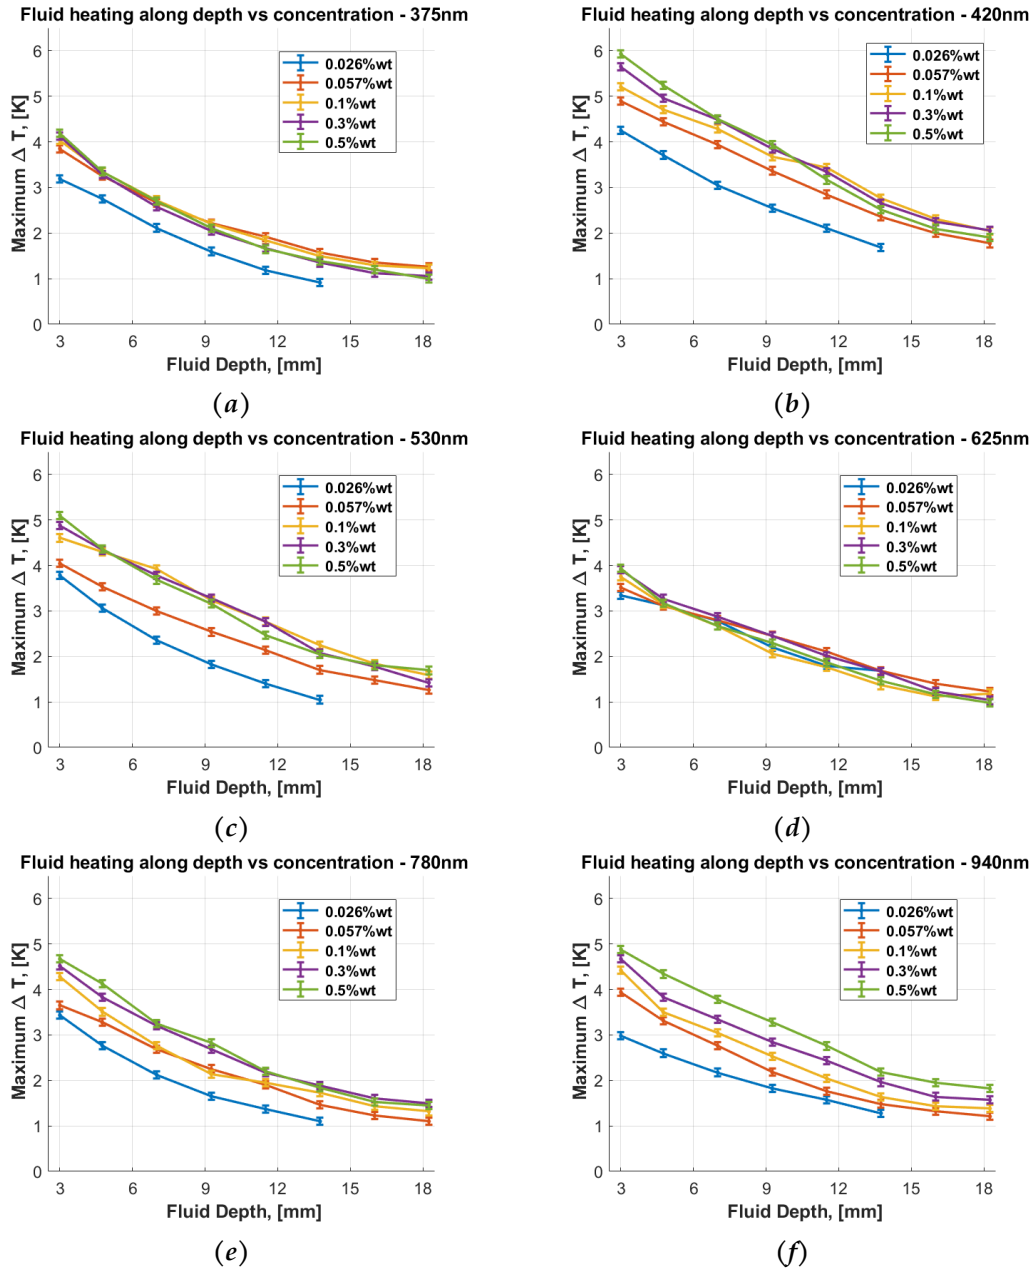 Fluid heating along depth vs concentration - 375nm
6
5
4
3
2
1
0
Maximum Δ T, [K]
0.026%wt
0.057%wt
0.1%wt
0.3%wt
0.5%wt
3 6 9 12 15 18
Fluid Depth, [mm]
(a)
Fluid heating along depth vs concentration - 420nm
6
5
4
3
2
1
0
Maximum Δ T, [K]
0.026%wt
0.057%wt
0.1%wt
0.3%wt
0.5%wt
3 6 9 12 15 18
Fluid Depth, [mm]
(b)
Fluid heating along depth vs concentration - 530nm
6
5
4
3
2
1
0
Maximum Δ T, [K]
0.026%wt
0.057%wt
0.1%wt
0.3%wt
0.5%wt
3 6 9 12 15 18
Fluid Depth, [mm]
(c)
Fluid heating along depth vs concentration - 625nm
6
5
4
3
2
1
0
Maximum Δ T, [K]
0.026%wt
0.057%wt
0.1%wt
0.3%wt
0.5%wt
3 6 9 12 15 18
Fluid Depth, [mm]
(d)
Fluid heating along depth vs concentration - 780nm
6
5
4
3
2
1
0
Maximum Δ T, [K]
0.026%wt
0.057%wt
0.1%wt
0.3%wt
0.5%wt
3 6 9 12 15 18
Fluid Depth, [mm]
(e)
Fluid heating along depth vs concentration - 940nm
6
5
4
3
2
1
0
Maximum Δ T, [K]
0.026%wt
0.057%wt
0.1%wt
0.3%wt
0.5%wt
3 6 9 12 15 18
Fluid Depth, [mm]
(f)